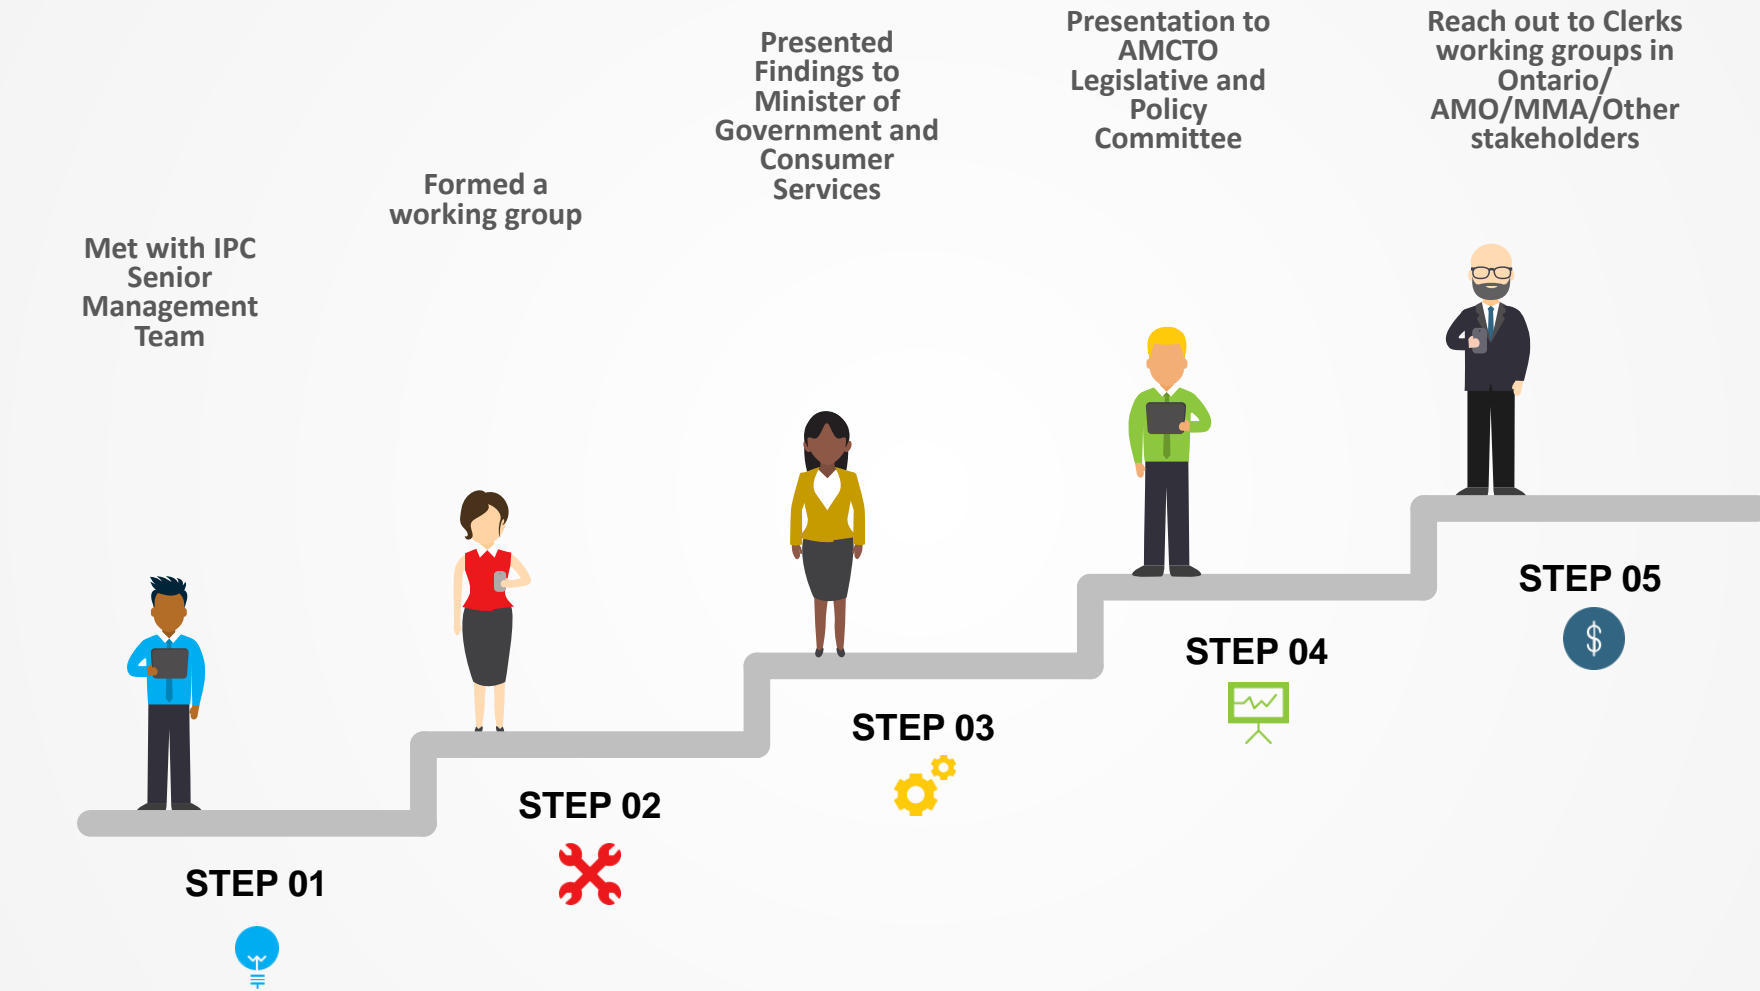 Met with IPC
Senior
Management
Team
STEP 01
Formed a
working group
STEP 02
Presented
Findings to
Minister of
Government and
Consumer
Services
STEP 03
Presentation to
AMCTO
Legislative and
Policy
Committee
STEP 04
Reach out to Clerks
working groups in
Ontario/
AMO/MMA/Other
stakeholders
STEP 05
$